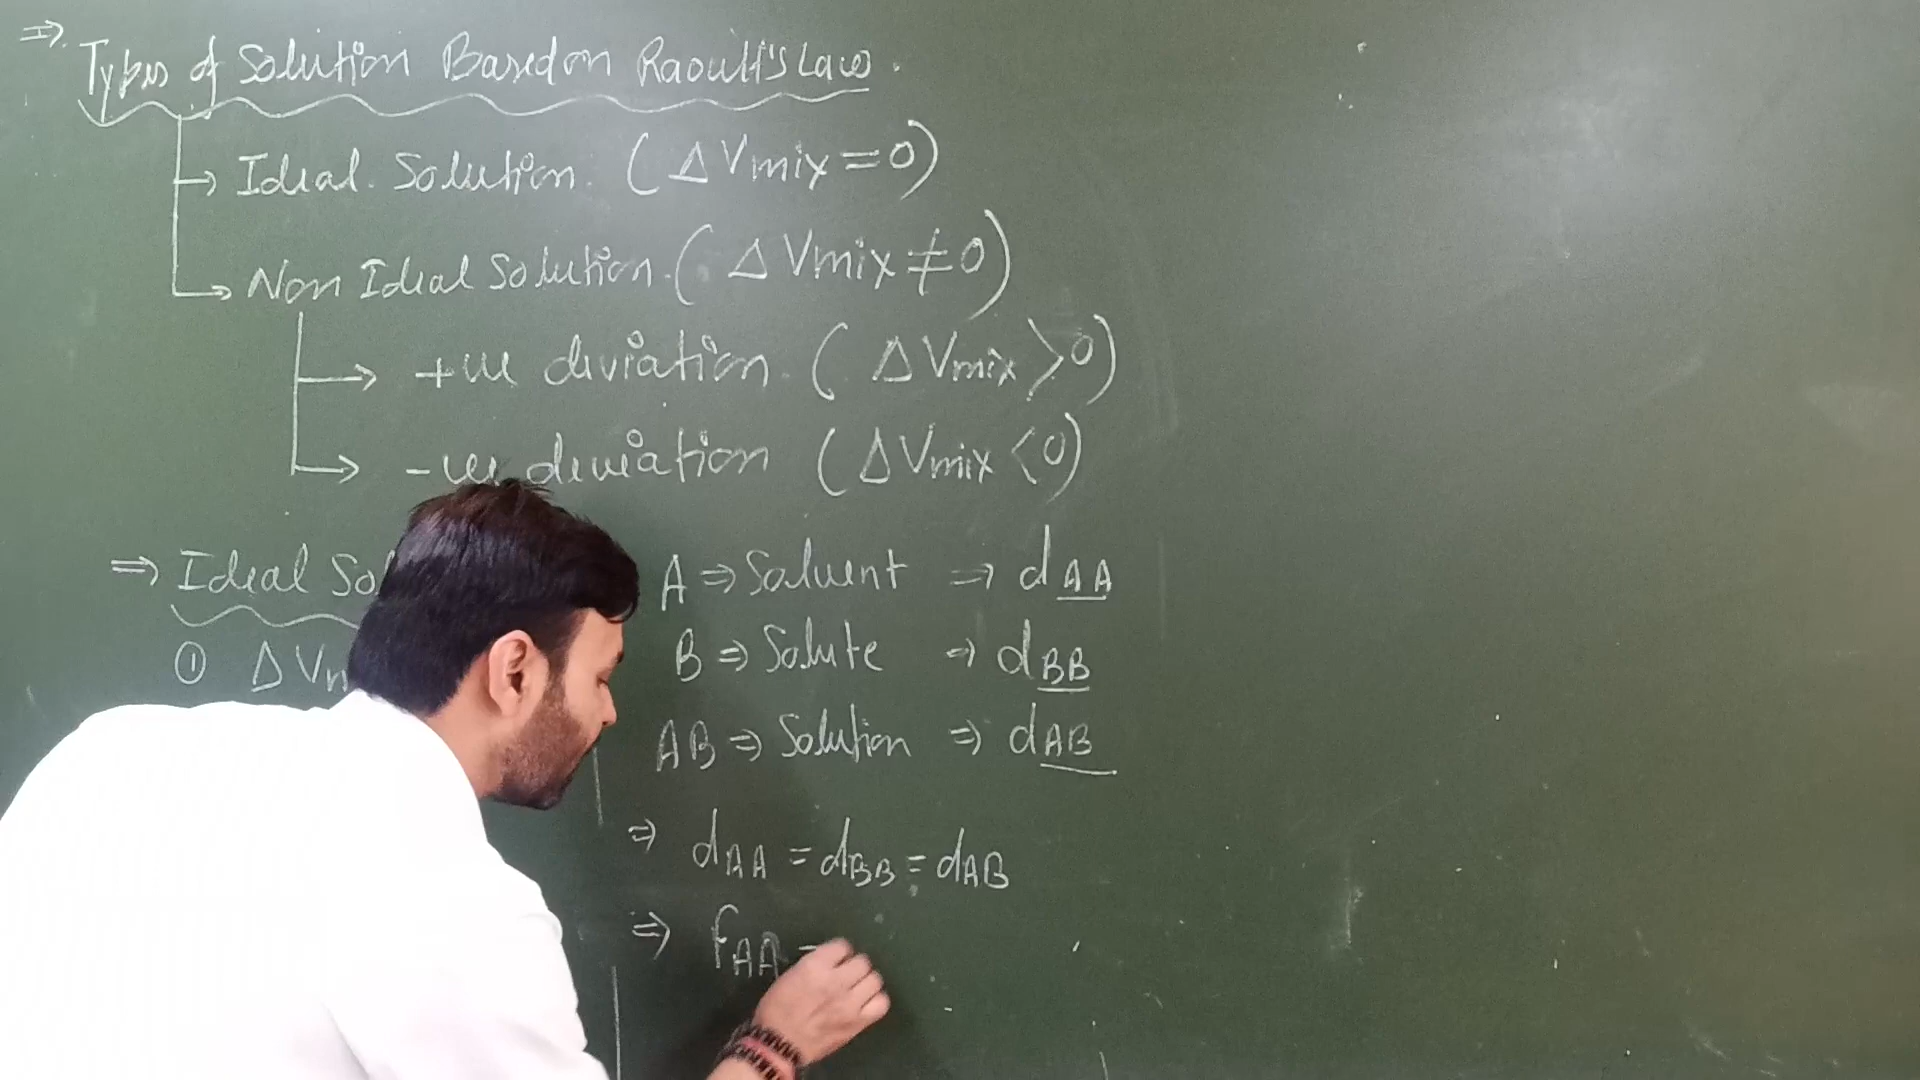 ⇒ Types of Solution Based on Raoult's Law.
→ Ideal Solution. (ΔVmix=0)
→ Non Ideal Solution. (ΔVmix≠0)
→ +ve deviation. (ΔVmix>0)
→ -ve deviation (ΔVmix<0)
⇒ Ideal So
① ΔV
A ⇒ Solvent ⇒ dAA
B ⇒ Solute ⇒ dBB
AB ⇒ Solution ⇒ dAB
⇒ dAA = dBB = dAB
⇒ FAA =